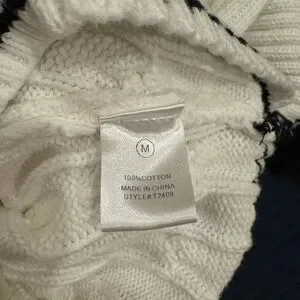 M
100%COTTON
MADE IN CHINA
STYLE# T2409